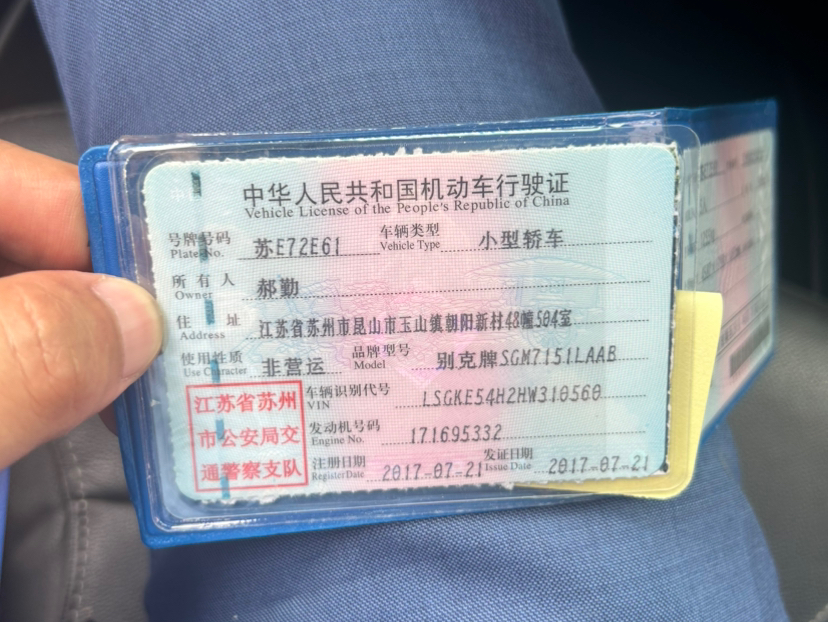 中华人民共和国机动车行驶证
Vehicle License of the People's Republic of China
号牌号码 苏E72E61 车辆类型 小型轿车
Plate No. Vehicle Type
所有人 郝勤
Owner
住址 江苏省苏州市昆山市玉山镇朝阳新村48幢504室
Address
使用性质 非营运 品牌型号 别克牌SGM7151LAAB
Use Character Model
江苏省苏州 车辆识别代号 LSGKE54H2HW310560
VIN
市公安局交 发动机号码 171695332
Engine No.
通警察支队 注册日期 2017-07-21 发证日期 2017-07-21
Register Date Issue Date